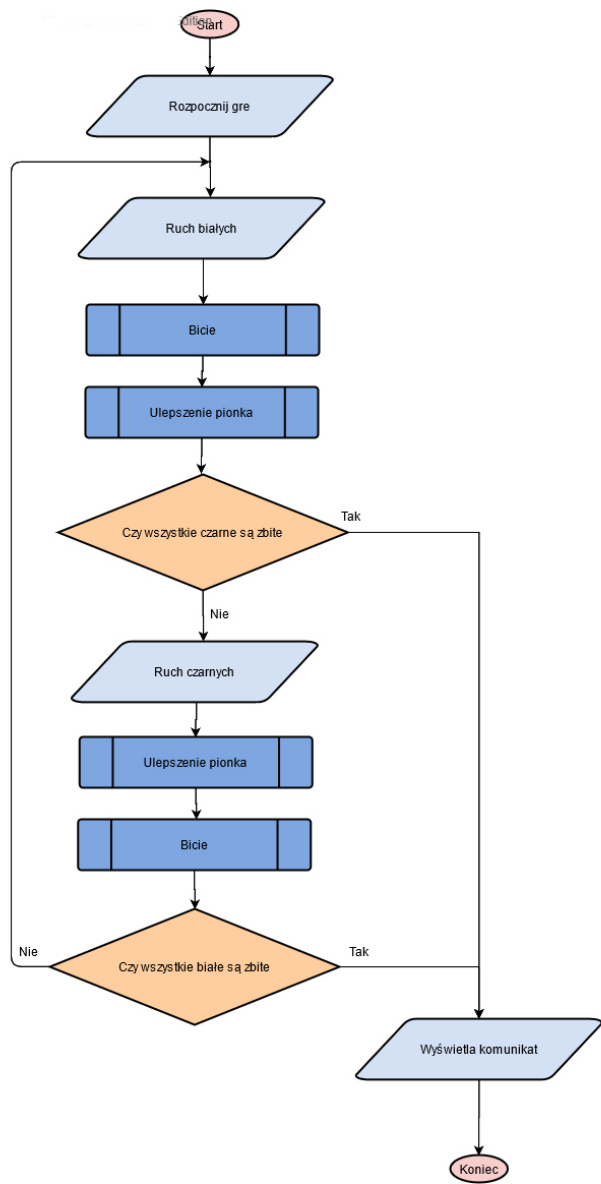 Start
Rozpocznij gre
Ruch białych
Bicie
Ulepszenie pionka
Czy wszystkie czarne są zbite
Tak
Nie
Ruch czarnych
Ulepszenie pionka
Bicie
Czy wszystkie białe są zbite
Nie
Tak
Wyświetla komunikat
Koniec